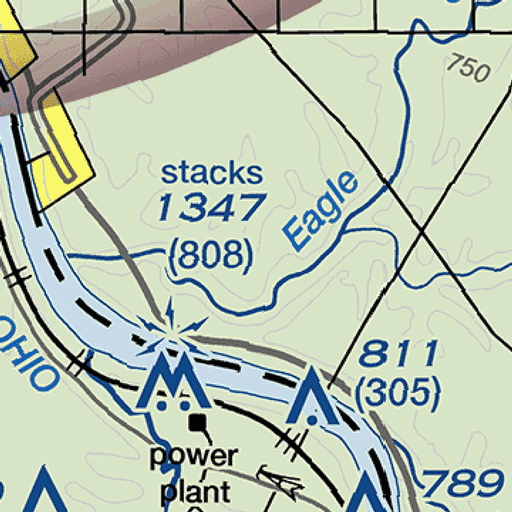 750
stacks
1347
(808)
Eagle
OHIO
811
(305)
power
plant
789